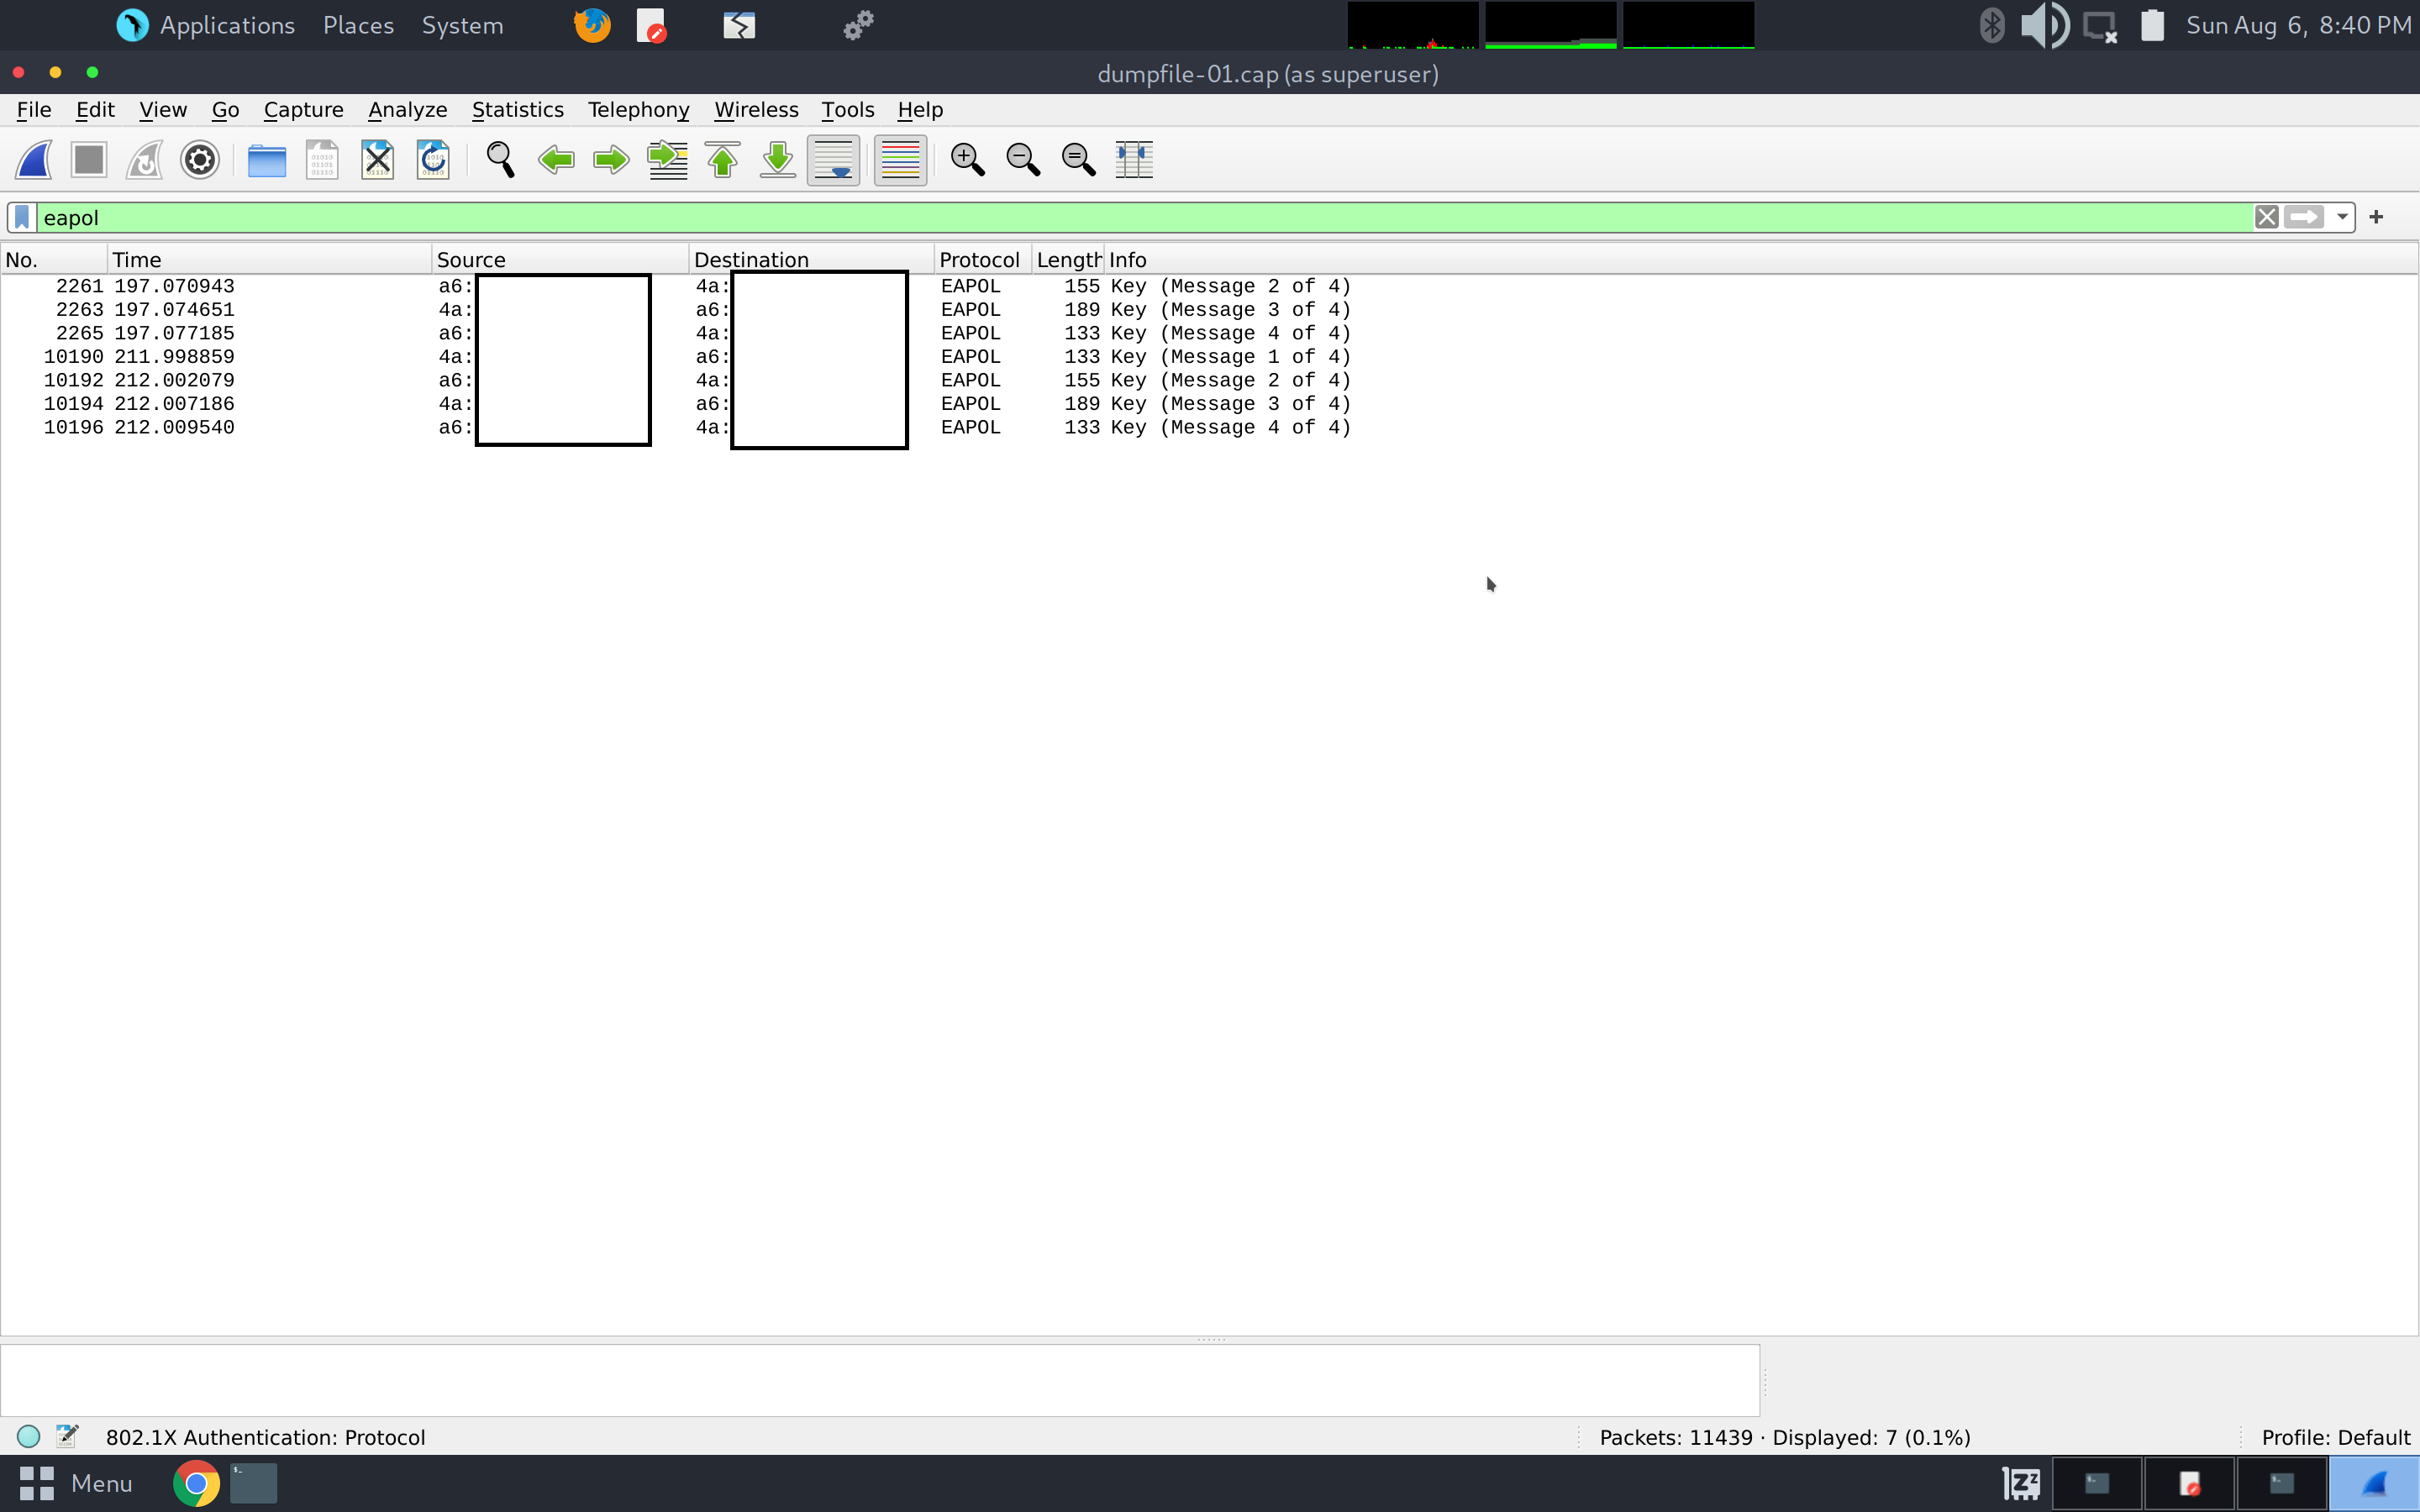 Applications Places System Sun Aug 6, 8:40 PM
dumpfile-01.cap (as superuser)
File Edit View Go Capture Analyze Statistics Telephony Wireless Tools Help
eapol
No. Time Source Destination Protocol Length Info
2261 197.070943 a6: 4a: EAPOL 155 Key (Message 2 of 4)
2263 197.074651 4a: a6: EAPOL 189 Key (Message 3 of 4)
2265 197.077185 a6: 4a: EAPOL 133 Key (Message 4 of 4)
10190 211.998859 4a: a6: EAPOL 133 Key (Message 1 of 4)
10192 212.002079 a6: 4a: EAPOL 155 Key (Message 2 of 4)
10194 212.007186 4a: a6: EAPOL 189 Key (Message 3 of 4)
10196 212.009540 a6: 4a: EAPOL 133 Key (Message 4 of 4)
802.1X Authentication: Protocol Packets: 11439 · Displayed: 7 (0.1%) Profile: Default
Menu